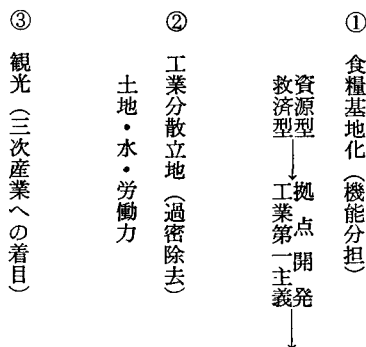 ① 食糧基地化（機能分担）
資源型
救済型
→拠点開発
工業第一主義→
② 工業分散立地（過密除去）
土地・水・労働力
③ 観光（三次産業への着目）